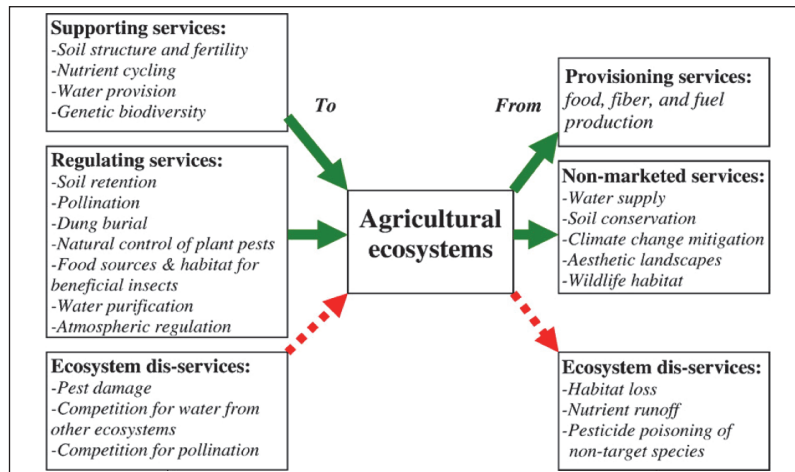 Supporting services:
-Soil structure and fertility
-Nutrient cycling
-Water provision
-Genetic biodiversity
To
Regulating services:
-Soil retention
-Pollination
-Dung burial
-Natural control of plant pests
-Food sources & habitat for
beneficial insects
-Water purification
-Atmospheric regulation
Ecosystem dis-services:
-Pest damage
-Competition for water from
other ecosystems
-Competition for pollination
Agricultural
ecosystems
From
Provisioning services:
food, fiber, and fuel
production
Non-marketed services:
-Water supply
-Soil conservation
-Climate change mitigation
-Aesthetic landscapes
-Wildlife habitat
Ecosystem dis-services:
-Habitat loss
-Nutrient runoff
-Pesticide poisoning of
non-target species